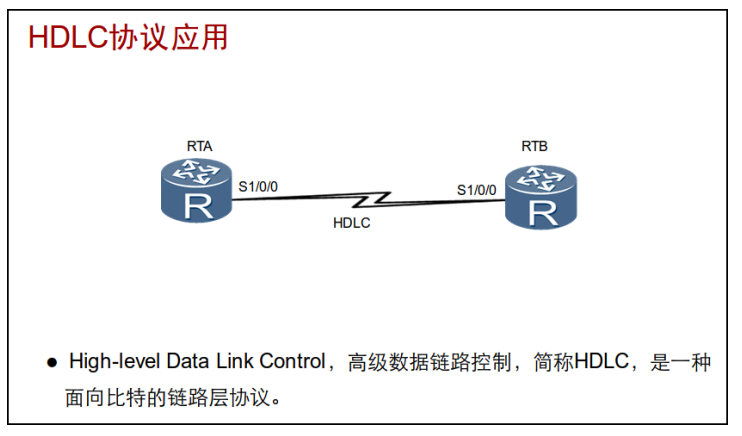 HDLC协议应用
RTA
RTB
S1/0/0
S1/0/0
R
R
HDLC
● High-level Data Link Control，高级数据链路控制，简称HDLC，是一种
面向比特的链路层协议。